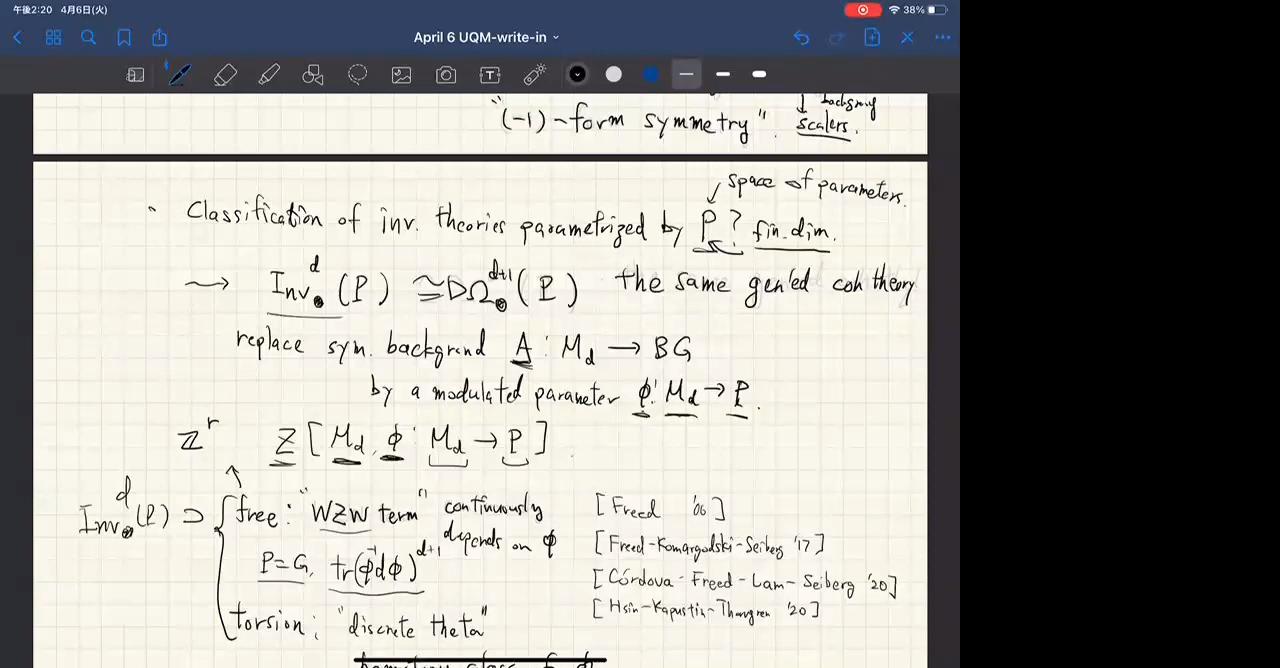 午後2:20 4月6日(火)
38%
April 6 UQM-write-in
↓ backgroung
"(-1)-form symmetry". scalers.
↙ space of parameters.
· Classification of inv. theories parametrized by P? fin. dim.
⇝ Inv^d_•(P) ≅ DΩ^{d+1}_•(P) the same gen'ed coh theory
replace sym. backgrend A: M_d → BG
by a modulated parameter ϕ: M_d → P.
ℤ^r Z[M_d, ϕ: M_d → P]
Inv^d_•(P) ⊃ { free: "WZW term" continuously depends on ϕ
P=G, tr(ϕ^{-1}dϕ)^{d+1}
torsion: "discrete theta"
[Freed '06]
[Freed-Komargodski-Seiberg '17]
[Córdova-Freed-Lam-Seiberg '20]
[Hsin-Kapustin-Thorngren '20]